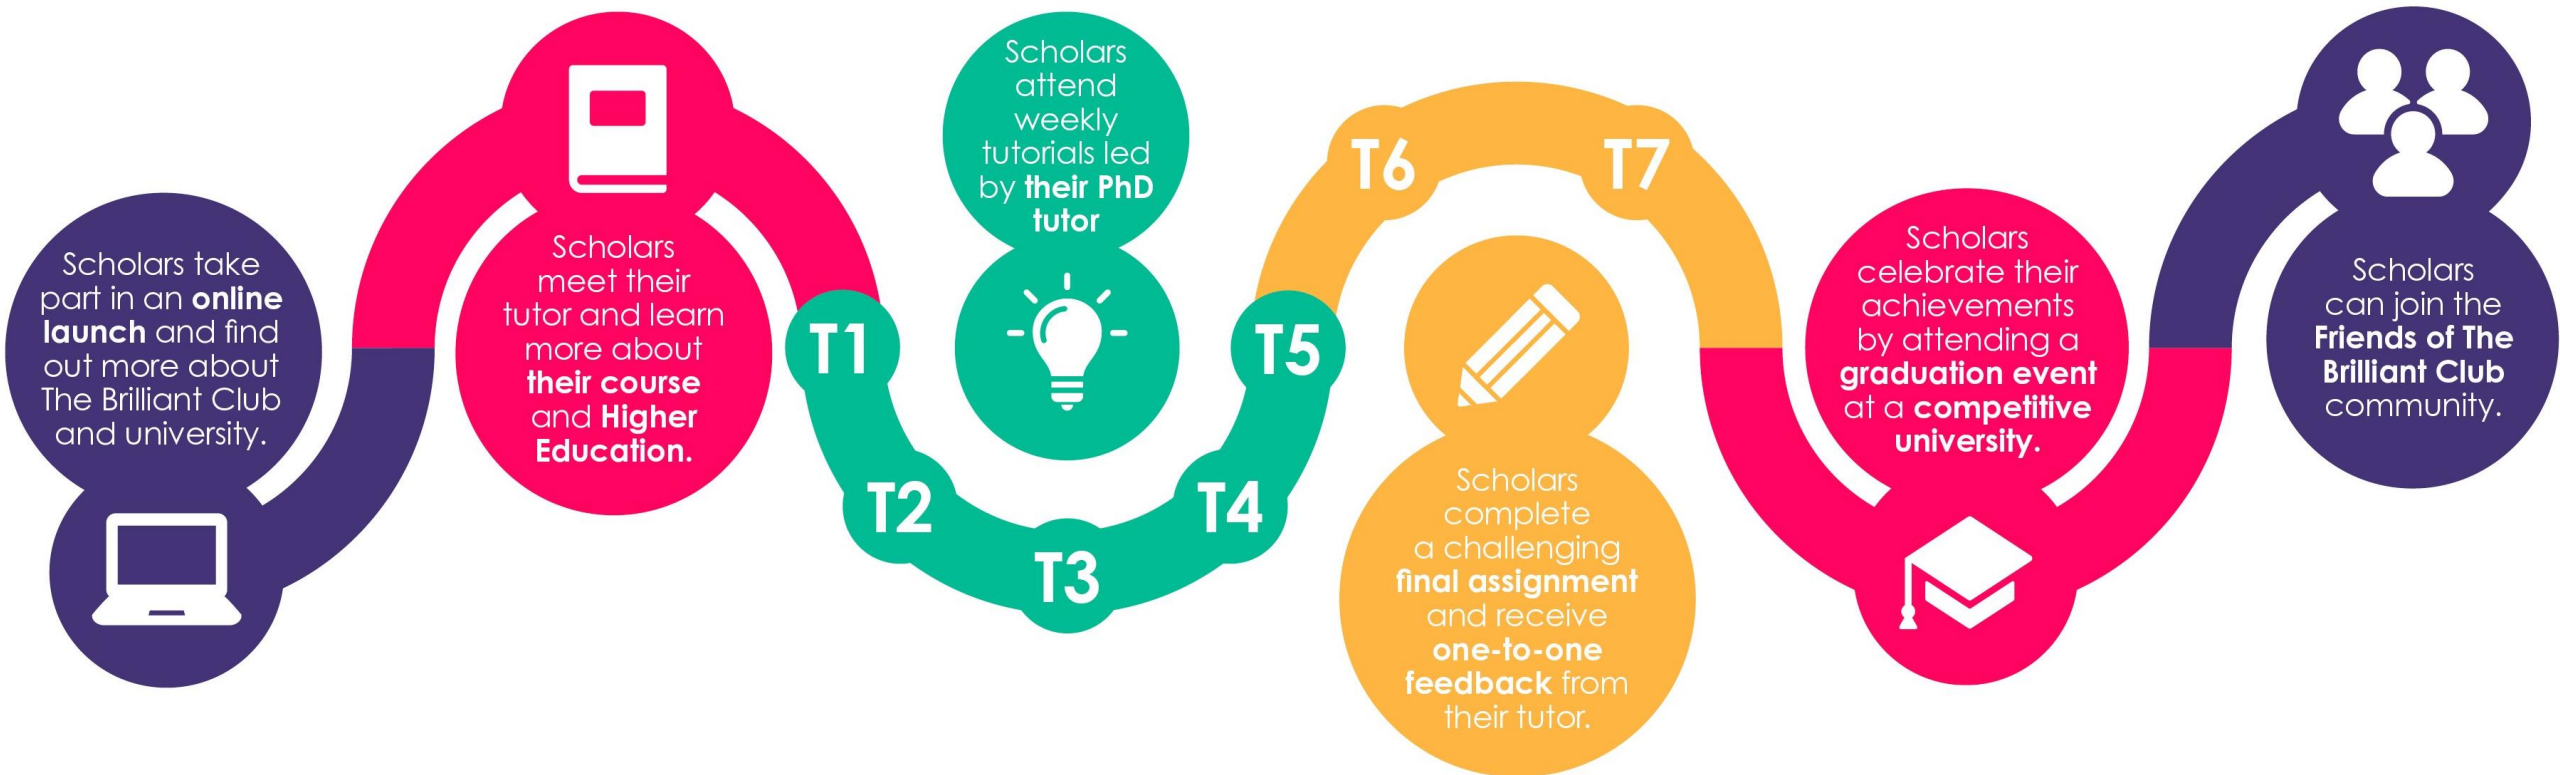 Scholars take
part in an online
launch and find
out more about
The Brilliant Club
and university.
Scholars
meet their
tutor and learn
more about
their course
and Higher
Education.
Scholars
attend
weekly
tutorials led
by their PhD
tutor
T1
T2
T3
T4
T5
T6
T7
Scholars
complete
a challenging
final assignment
and receive
one-to-one
feedback from
their tutor.
Scholars
celebrate their
achievements
by attending a
graduation event
at a competitive
university.
Scholars
can join the
Friends of The
Brilliant Club
community.